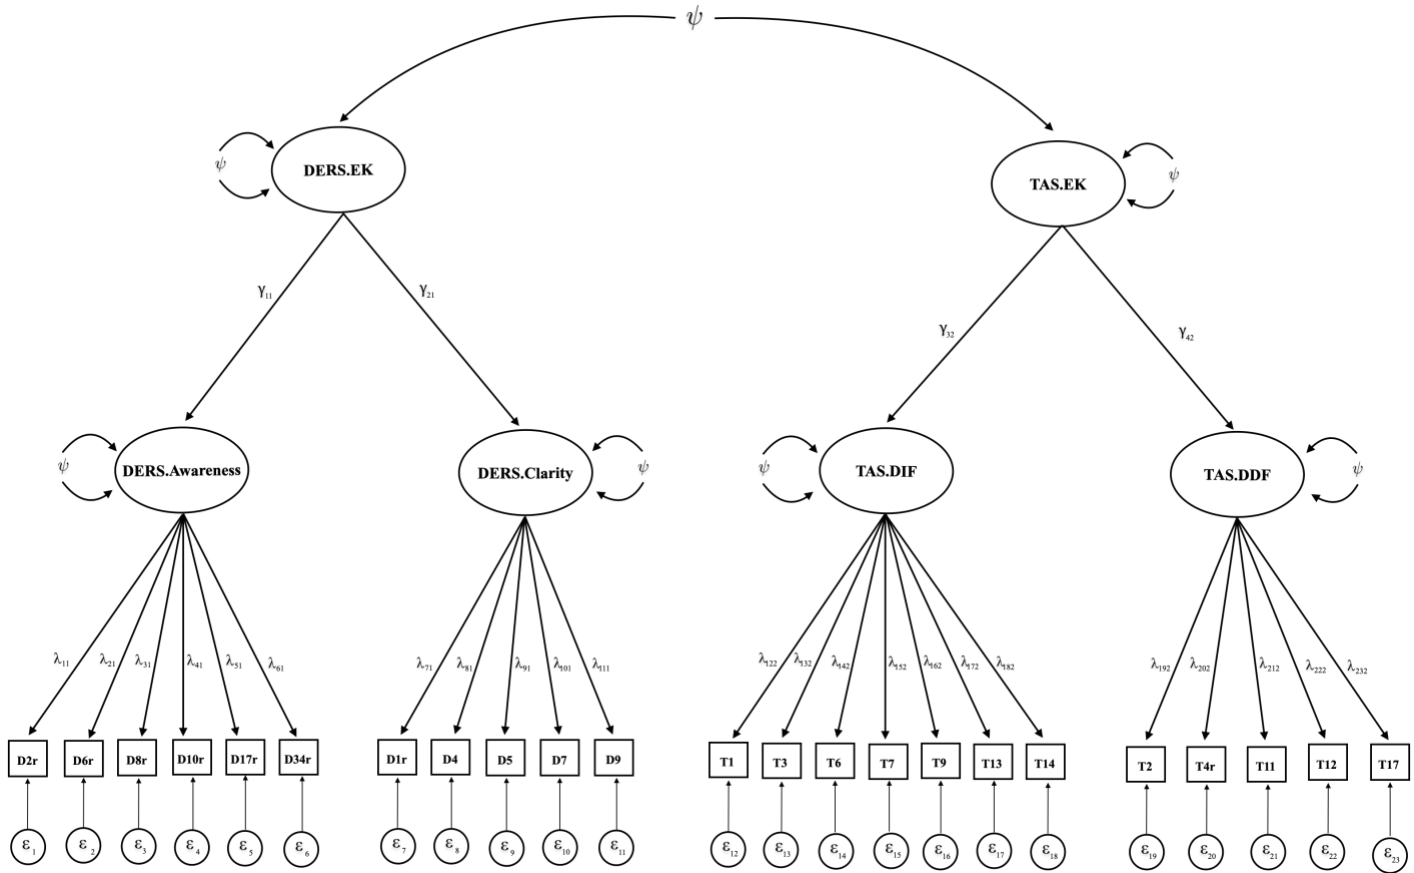 ψ
DERS.EK
ψ
TAS.EK
ψ
γ₁₁
γ₂₁
γ₃₂
γ₄₂
DERS.Awareness
ψ
DERS.Clarity
ψ
TAS.DIF
ψ
TAS.DDF
ψ
λ₁₁ λ₂₁ λ₃₁ λ₄₁ λ₅₁ λ₆₁
λ₇₁ λ₈₁ λ₉₁ λ₁₀₁ λ₁₁₁
λ₁₂₂ λ₁₃₂ λ₁₄₂ λ₁₅₂ λ₁₆₂ λ₁₇₂ λ₁₈₂
λ₁₉₂ λ₂₀₂ λ₂₁₂ λ₂₂₂ λ₂₃₂
D2r D6r D8r D10r D17r D34r
D1r D4 D5 D7 D9
T1 T3 T6 T7 T9 T13 T14
T2 T4r T11 T12 T17
ε₁ ε₂ ε₃ ε₄ ε₅ ε₆
ε₇ ε₈ ε₉ ε₁₀ ε₁₁
ε₁₂ ε₁₃ ε₁₄ ε₁₅ ε₁₆ ε₁₇ ε₁₈
ε₁₉ ε₂₀ ε₂₁ ε₂₂ ε₂₃